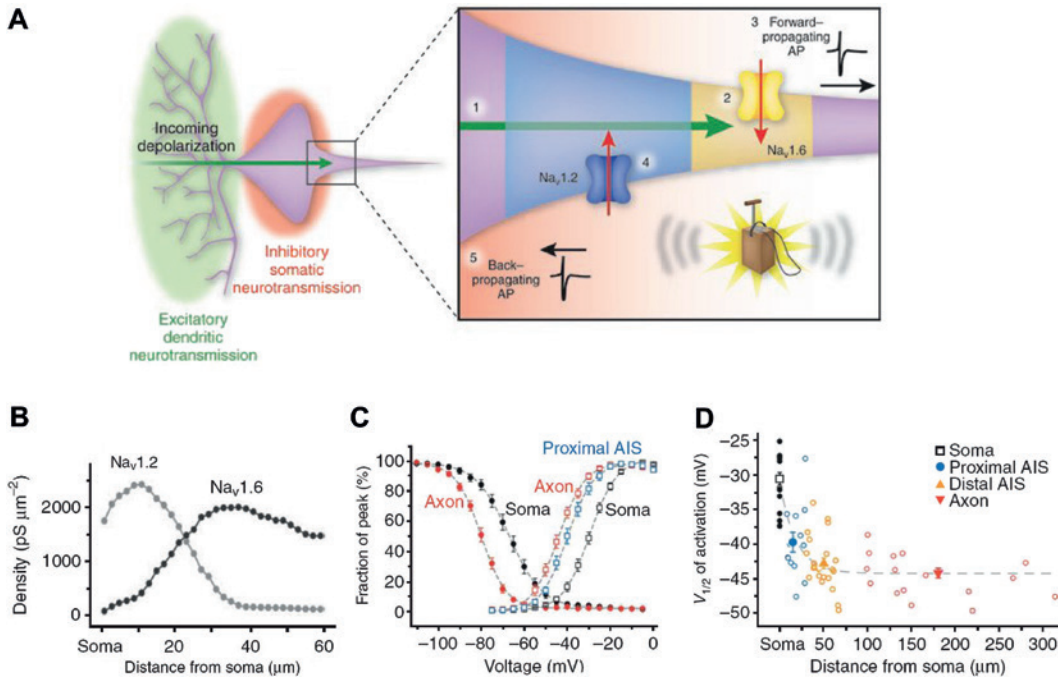 A
Incoming
depolarization
Inhibitory
somatic
neurotransmission
Excitatory
dendritic
neurotransmission
1
2
3 Forward–
propagating
AP
Nav1.6
Nav1.2
4
5 Back–
propagating
AP
B
Nav1.2
Nav1.6
Density (pS μm⁻²)
2000
1000
0
Soma 20 40 60
Distance from soma (μm)
C
Proximal AIS
Axon
Soma
Axon
Soma
Fraction of peak (%)
100
80
60
40
20
0
−100 −80 −60 −40 −20 0
Voltage (mV)
D
Soma
Proximal AIS
Distal AIS
Axon
V1/2 of activation (mV)
−25
−30
−35
−40
−45
−50
Soma 50 100 150 200 250 300
Distance from soma (μm)